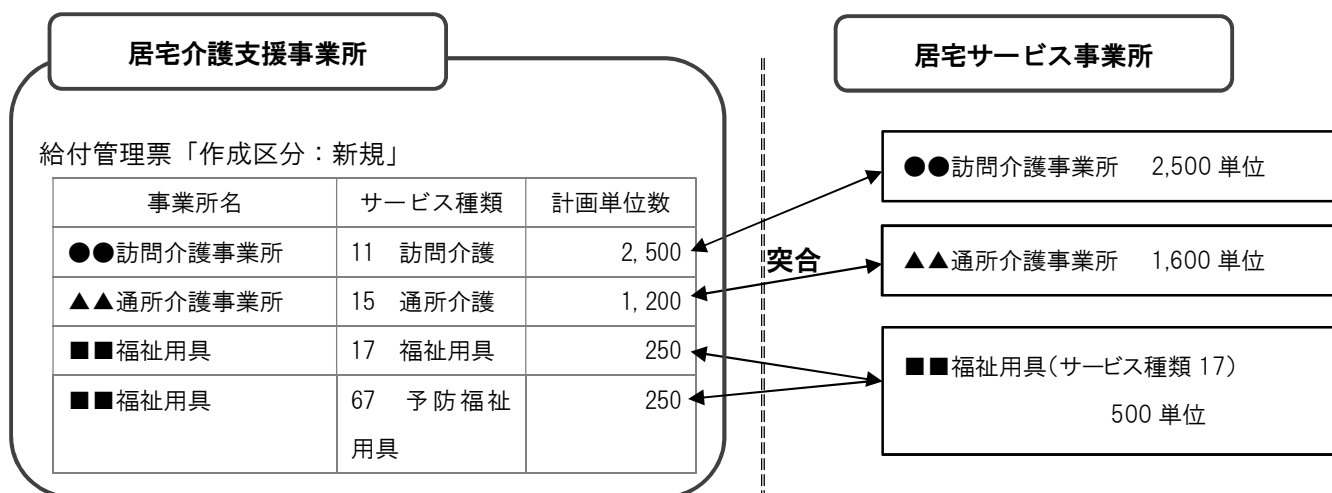 居宅介護支援事業所
居宅サービス事業所
給付管理票「作成区分：新規」
事業所名 サービス種類 計画単位数
●●訪問介護事業所 11 訪問介護 2,500
▲▲通所介護事業所 15 通所介護 1,200
■■福祉用具 17 福祉用具 250
■■福祉用具 67 予防福祉 250
用具
突合
●●訪問介護事業所 2,500 単位
▲▲通所介護事業所 1,600 単位
■■福祉用具（サービス種類 17）
500 単位